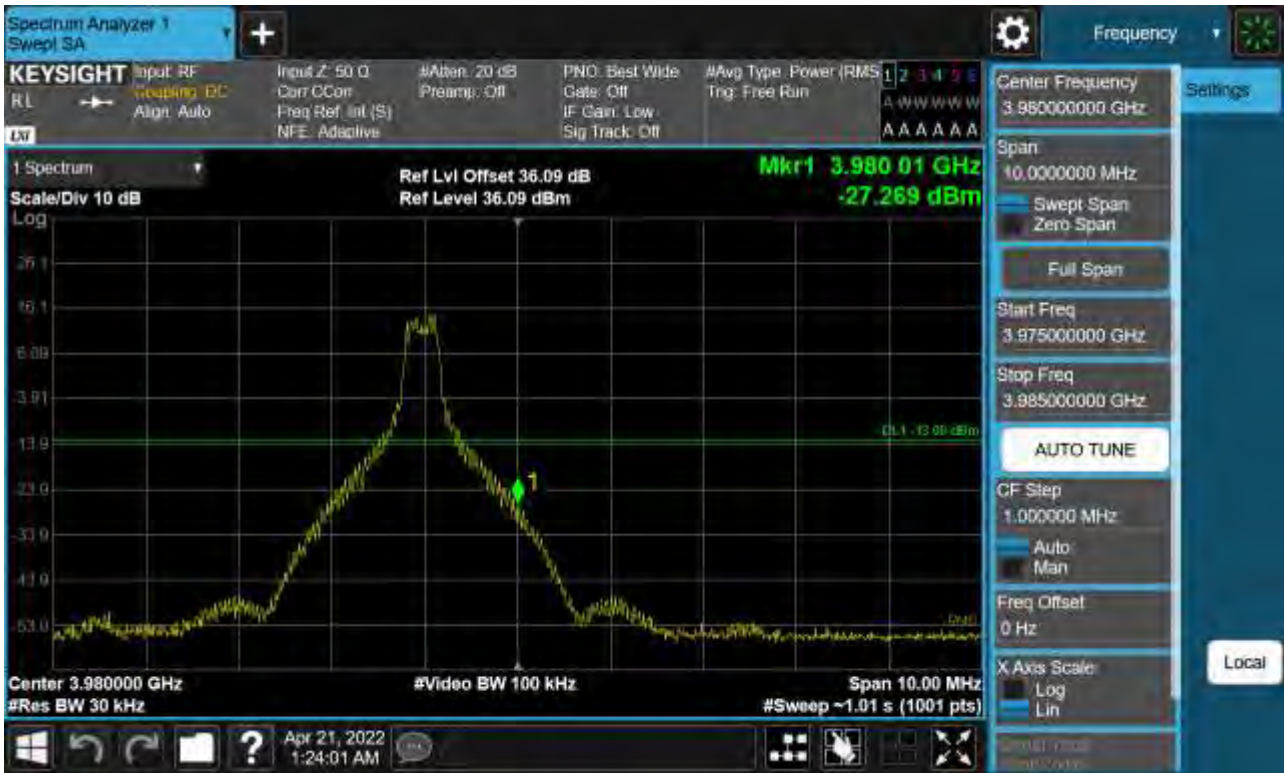 Spectrum Analyzer 1
Swept SA
+
Frequency
KEYSIGHT
Input: RF
Coupling: DC
Align: Auto
RL
LXI
Input Z: 50 Ω
Corr CCorr
Freq Ref: Int (S)
NFE: Adaptive
#Atten: 20 dB
Preamp: Off
PNO: Best Wide
Gate: Off
IF Gain: Low
Sig Track: Off
#Avg Type: Power (RMS
Trig: Free Run
1 2 3 4 5 6
A W W W W W
A A A A A A
1 Spectrum
Scale/Div 10 dB
Log
Ref Lvl Offset 36.09 dB
Ref Level 36.09 dBm
Mkr1 3.980 01 GHz
-27.269 dBm
26.1
16.1
6.09
-3.91
-13.9
-23.9
-33.9
-43.9
-53.9
DL1 -13.00 dBm
1
RMS
Center 3.980000 GHz
#Res BW 30 kHz
#Video BW 100 kHz
Span 10.00 MHz
#Sweep ~1.01 s (1001 pts)
Center Frequency
3.980000000 GHz
Settings
Span
10.0000000 MHz
Swept Span
Zero Span
Full Span
Start Freq
3.975000000 GHz
Stop Freq
3.985000000 GHz
AUTO TUNE
CF Step
1.000000 MHz
Auto
Man
Freq Offset
0 Hz
X Axis Scale
Log
Lin
Local
?
Apr 21, 2022
1:24:01 AM